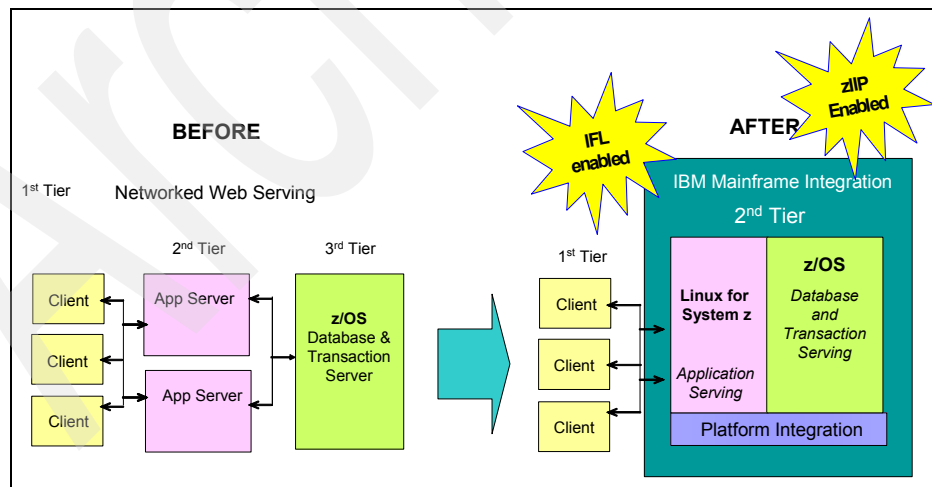 BEFORE
1st Tier
Networked Web Serving
2nd Tier
3rd Tier
Client
Client
Client
App Server
App Server
z/OS
Database &
Transaction
Server
IFL
enabled
zIIP
Enabled
AFTER
IBM Mainframe Integration
2nd Tier
1st Tier
Client
Client
Client
Linux for
System z
Application
Serving
z/OS
Database
and
Transaction
Serving
Platform Integration